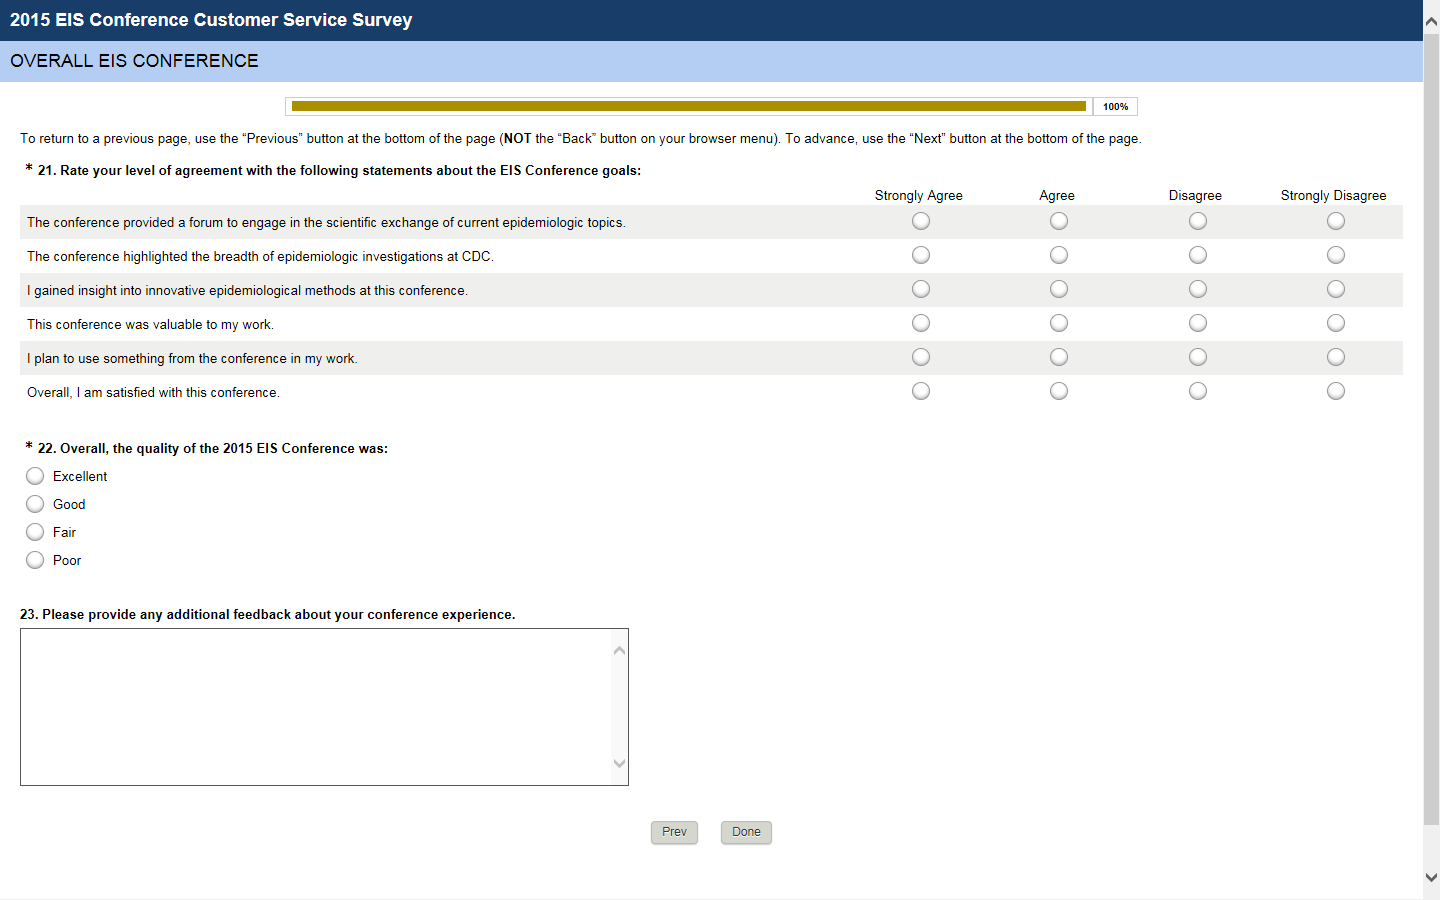 2015 EIS Conference Customer Service Survey
OVERALL EIS CONFERENCE
100%
To return to a previous page, use the “Previous” button at the bottom of the page (NOT the “Back” button on your browser menu). To advance, use the “Next” button at the bottom of the page.
* 21. Rate your level of agreement with the following statements about the EIS Conference goals:
Strongly Agree Agree Disagree Strongly Disagree
The conference provided a forum to engage in the scientific exchange of current epidemiologic topics.
The conference highlighted the breadth of epidemiologic investigations at CDC.
I gained insight into innovative epidemiological methods at this conference.
This conference was valuable to my work.
I plan to use something from the conference in my work.
Overall, I am satisfied with this conference.
* 22. Overall, the quality of the 2015 EIS Conference was:
Excellent
Good
Fair
Poor
23. Please provide any additional feedback about your conference experience.
Prev Done